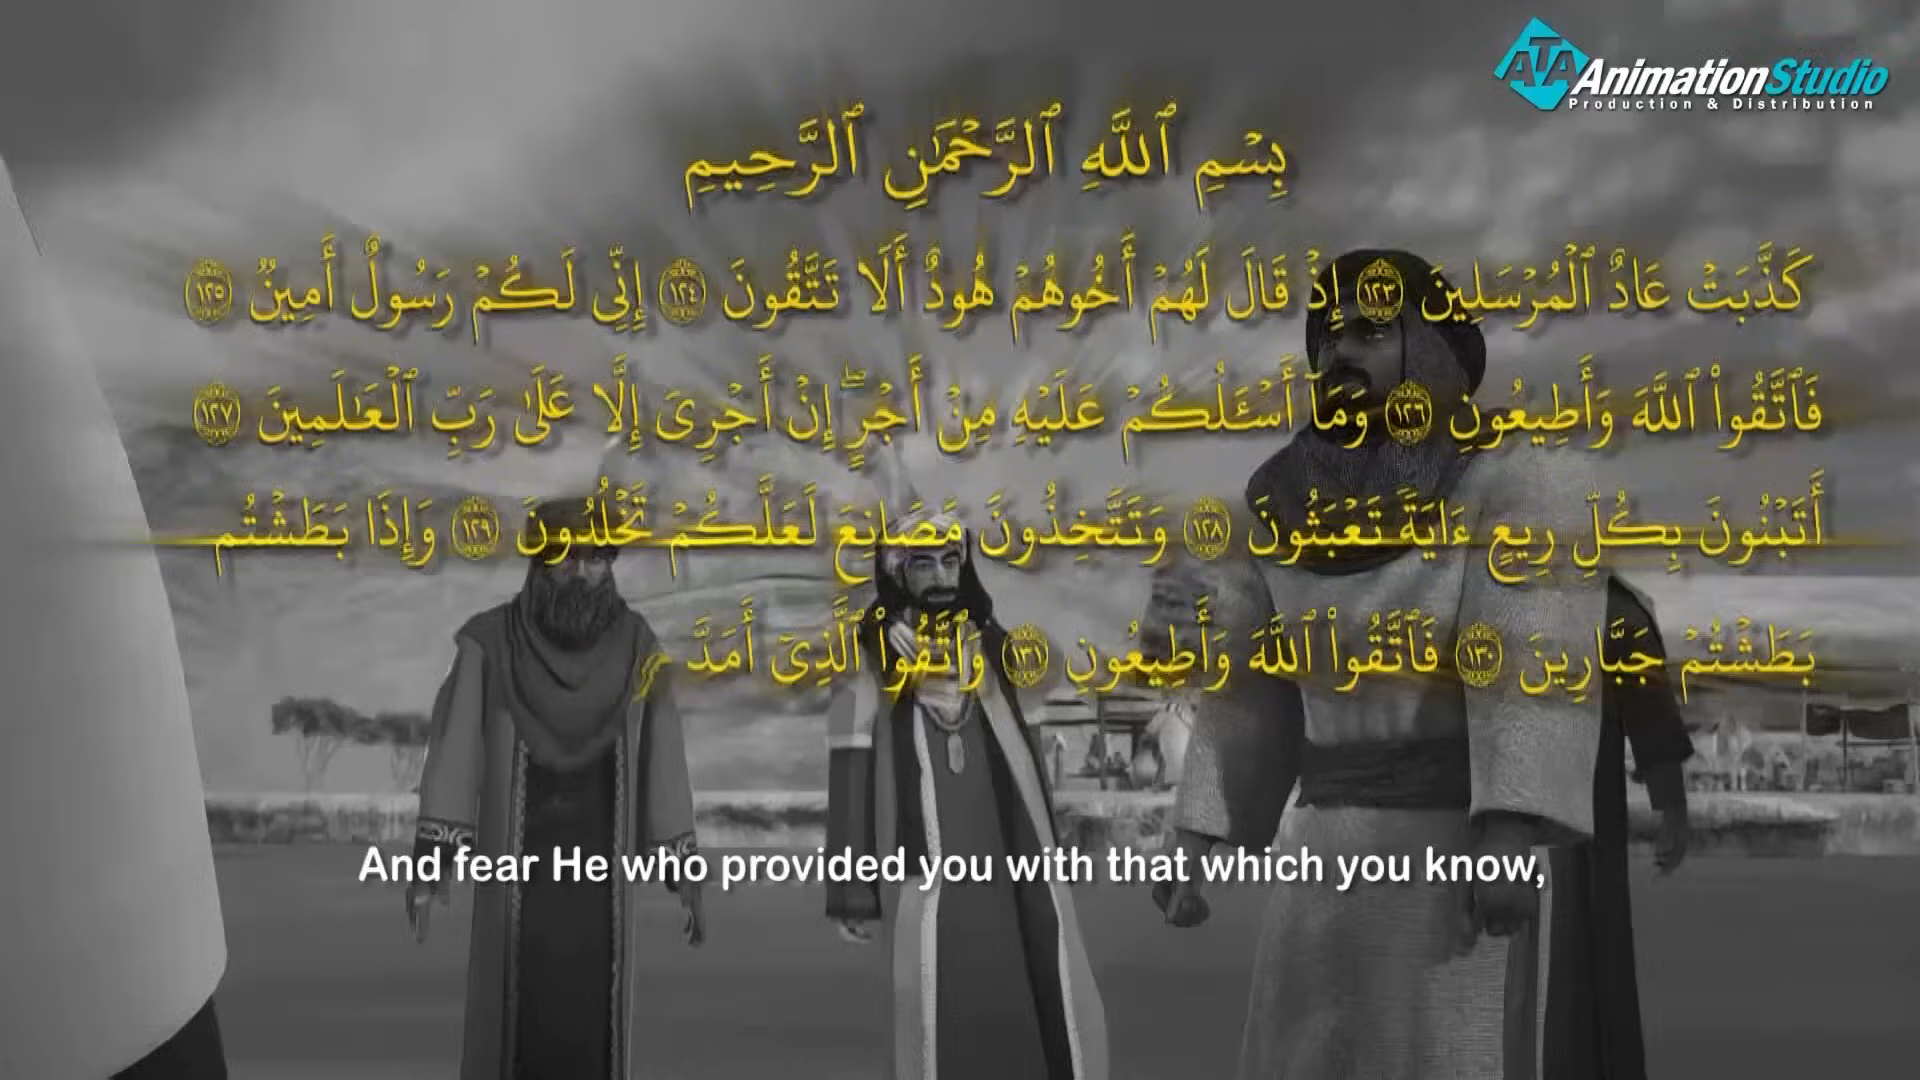 ATA AnimationStudio
Production & Distribution
بِسْمِ ٱللَّهِ ٱلرَّحْمَٰنِ ٱلرَّحِيمِ
كَذَّبَتْ عَادٌ ٱلْمُرْسَلِينَ ١٢٣ إِذْ قَالَ لَهُمْ أَخُوهُمْ هُودٌ أَلَا تَتَّقُونَ ١٢٤ إِنِّى لَكُمْ رَسُولٌ أَمِينٌ ١٢٥
فَٱتَّقُوا۟ ٱللَّهَ وَأَطِيعُونِ ١٢٦ وَمَآ أَسْـَٔلُكُمْ عَلَيْهِ مِنْ أَجْرٍ ۖ إِنْ أَجْرِىَ إِلَّا عَلَىٰ رَبِّ ٱلْعَٰلَمِينَ ١٢٧
أَتَبْنُونَ بِكُلِّ رِيعٍ ءَايَةً تَعْبَثُونَ ١٢٨ وَتَتَّخِذُونَ مَصَانِعَ لَعَلَّكُمْ تَخْلُدُونَ ١٢٩ وَإِذَا بَطَشْتُم
بَطَشْتُمْ جَبَّارِينَ ١٣٠ فَٱتَّقُوا۟ ٱللَّهَ وَأَطِيعُونِ ١٣١ وَٱتَّقُوا۟ ٱلَّذِىٓ أَمَدَّ
And fear He who provided you with that which you know,